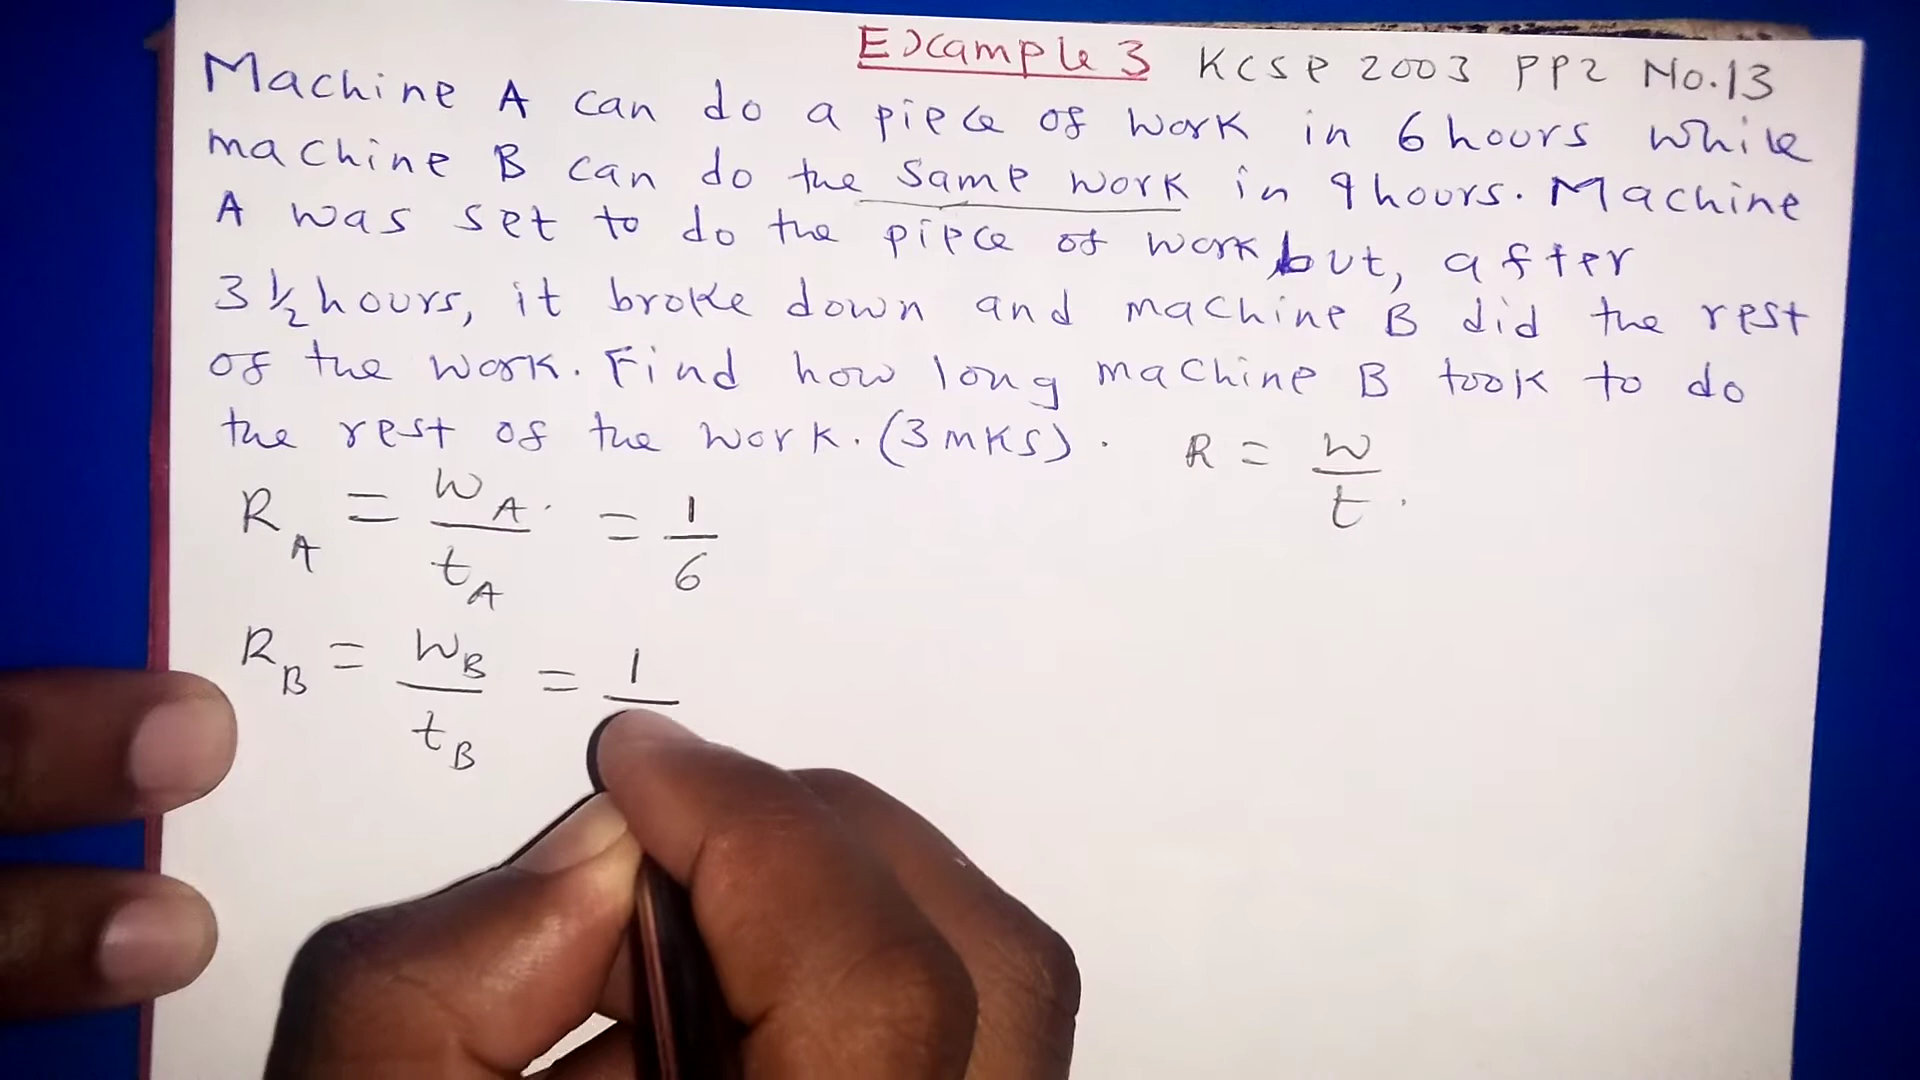 Example 3 KCSE 2003 PP2 No.13
Machine A can do a piece of work in 6 hours while
machine B can do the same work in 9 hours. Machine
A was set to do the piece of work but, after
3 ½ hours, it broke down and machine B did the rest
of the work. Find how long machine B took to do
the rest of the work. (3 mks). R = W/t.
R_A = W_A/t_A = 1/6
R_B = W_B/t_B = 1/